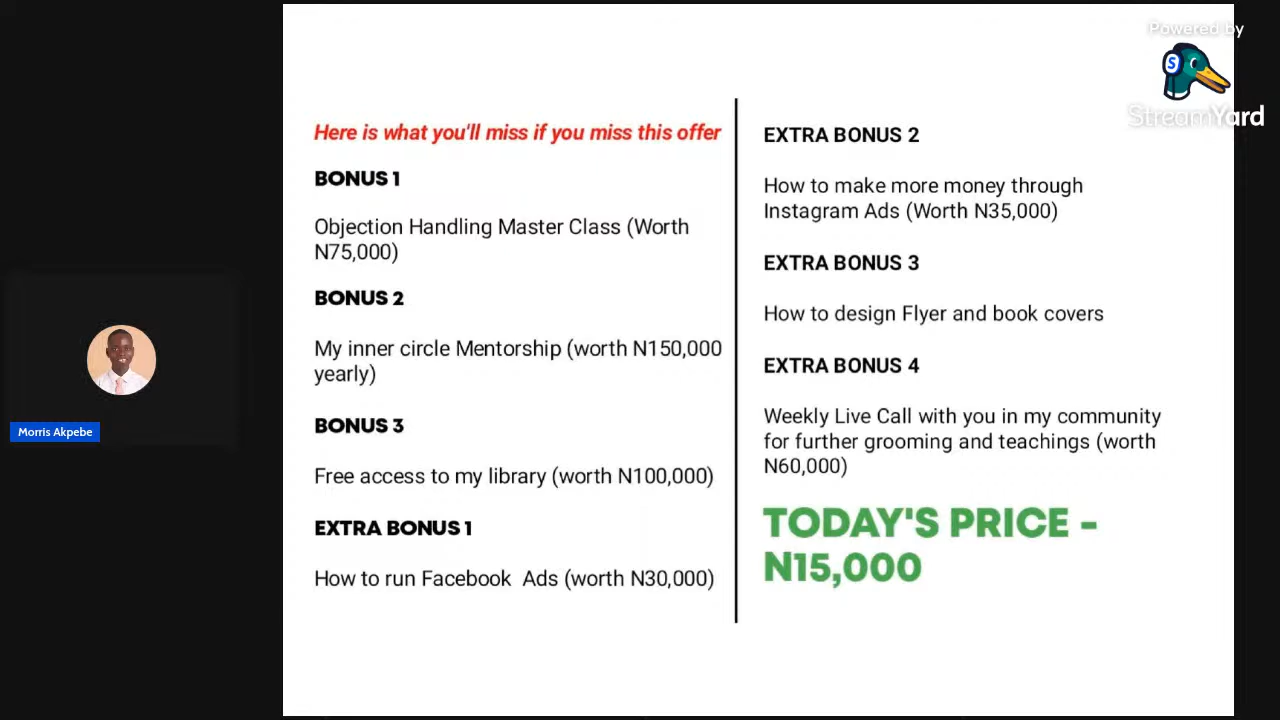 Powered by
StreamYard
Here is what you'll miss if you miss this offer
BONUS 1
Objection Handling Master Class (Worth
N75,000)
BONUS 2
My inner circle Mentorship (worth N150,000
yearly)
BONUS 3
Free access to my library (worth N100,000)
EXTRA BONUS 1
How to run Facebook  Ads (worth N30,000)
EXTRA BONUS 2
How to make more money through
Instagram Ads (Worth N35,000)
EXTRA BONUS 3
How to design Flyer and book covers
EXTRA BONUS 4
Weekly Live Call with you in my community
for further grooming and teachings (worth
N60,000)
TODAY'S PRICE -
N15,000
Morris Akpebe